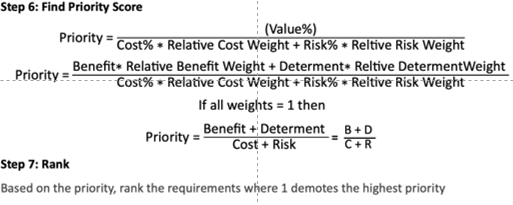 Step 6: Find Priority Score
Priority = (Value%) / Cost% * Relative Cost Weight + Risk% * Reltive Risk Weight
Priority = Benefit* Relative Benefit Weight + Determent* Reltive DetermentWeight / Cost% * Relative Cost Weight + Risk% * Reltive Risk Weight
If all weights = 1 then
Priority = Benefit + Determent / Cost + Risk = B + D / C + R
Step 7: Rank
Based on the priority, rank the requirements where 1 demotes the highest priority